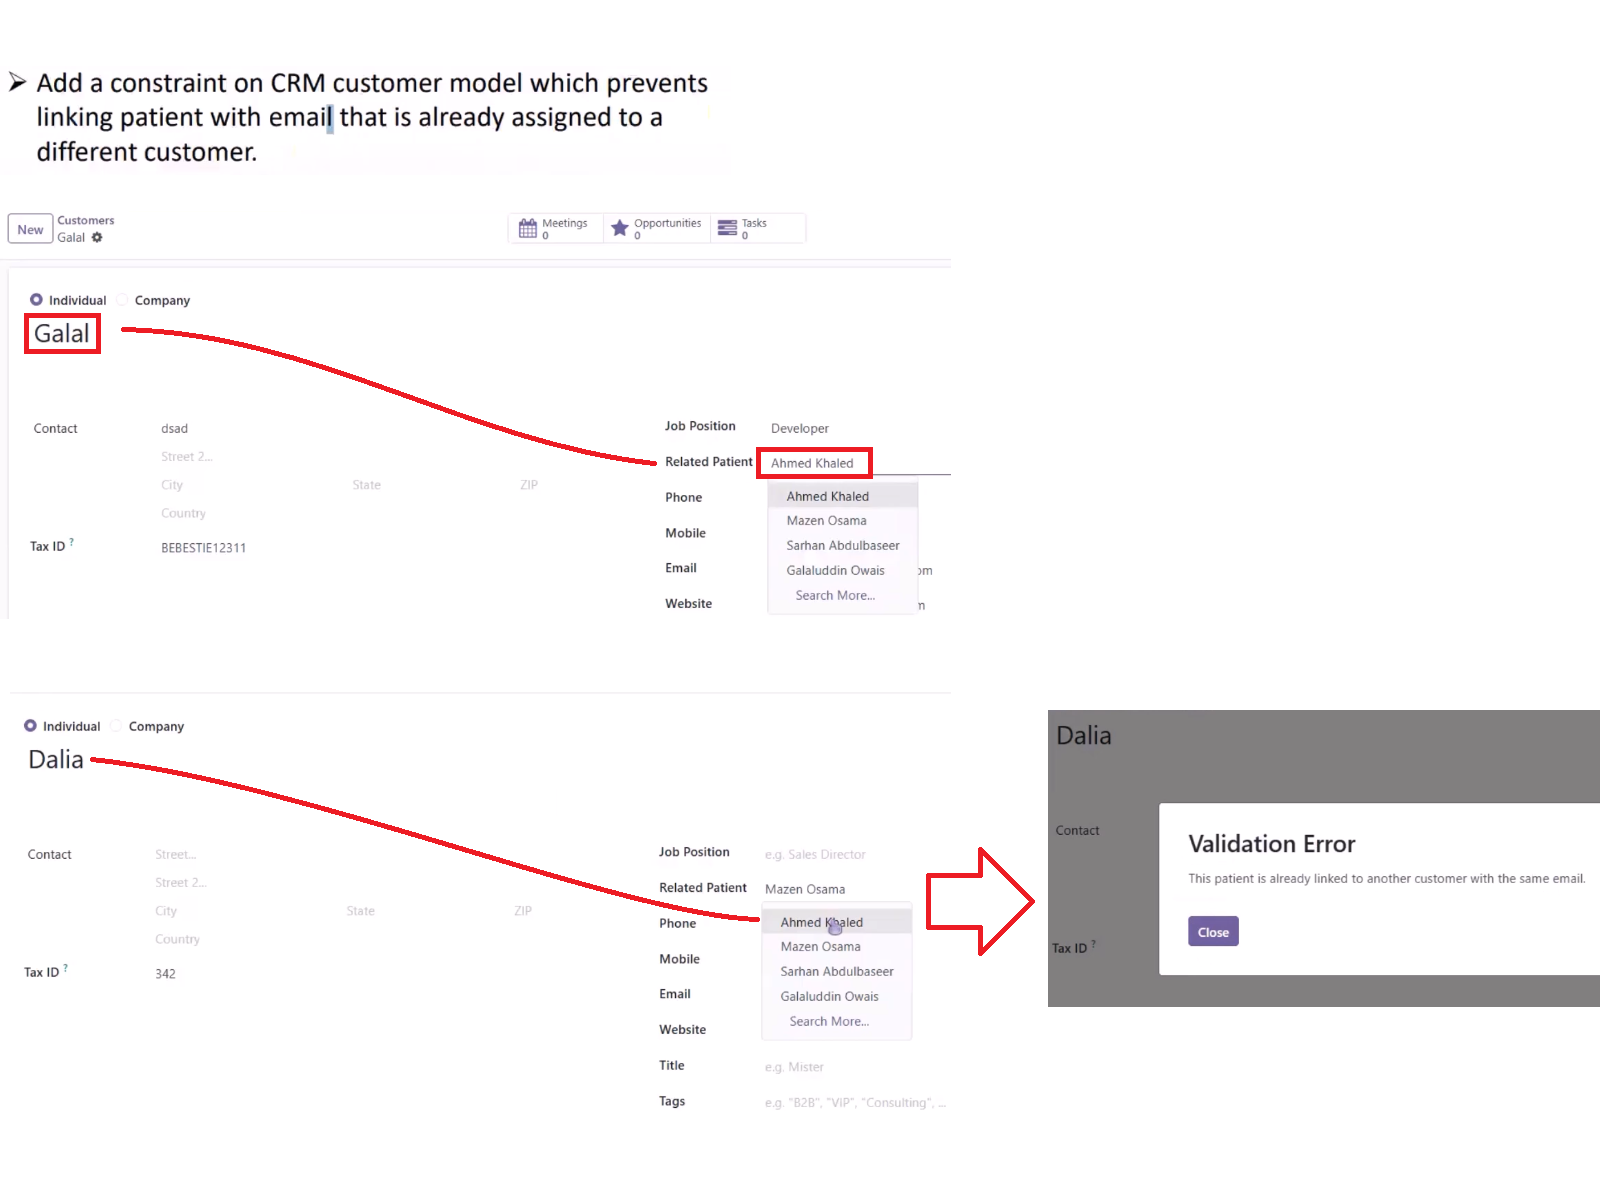 ➢ Add a constraint on CRM customer model which prevents
linking patient with email that is already assigned to a
different customer.
New
Customers
Galal
Meetings
0
Opportunities
0
Tasks
0
Individual Company
Galal
Contact
dsad
Street 2...
City State ZIP
Country
Tax ID ?
BEBESTIE12311
Job Position
Developer
Related Patient
Ahmed Khaled
Phone
Mobile
Email
Website
Ahmed Khaled
Mazen Osama
Sarhan Abdulbaseer
Galaluddin Owais
Search More...
Individual Company
Dalia
Contact
Street...
Street 2...
City State ZIP
Country
Tax ID ?
342
Job Position
e.g. Sales Director
Related Patient
Mazen Osama
Phone
Mobile
Email
Website
Ahmed Khaled
Mazen Osama
Sarhan Abdulbaseer
Galaluddin Owais
Search More...
Title
e.g. Mister
Tags
e.g. "B2B", "VIP", "Consulting", ...
Dalia
Contact
Tax ID ?
Validation Error
This patient is already linked to another customer with the same email.
Close